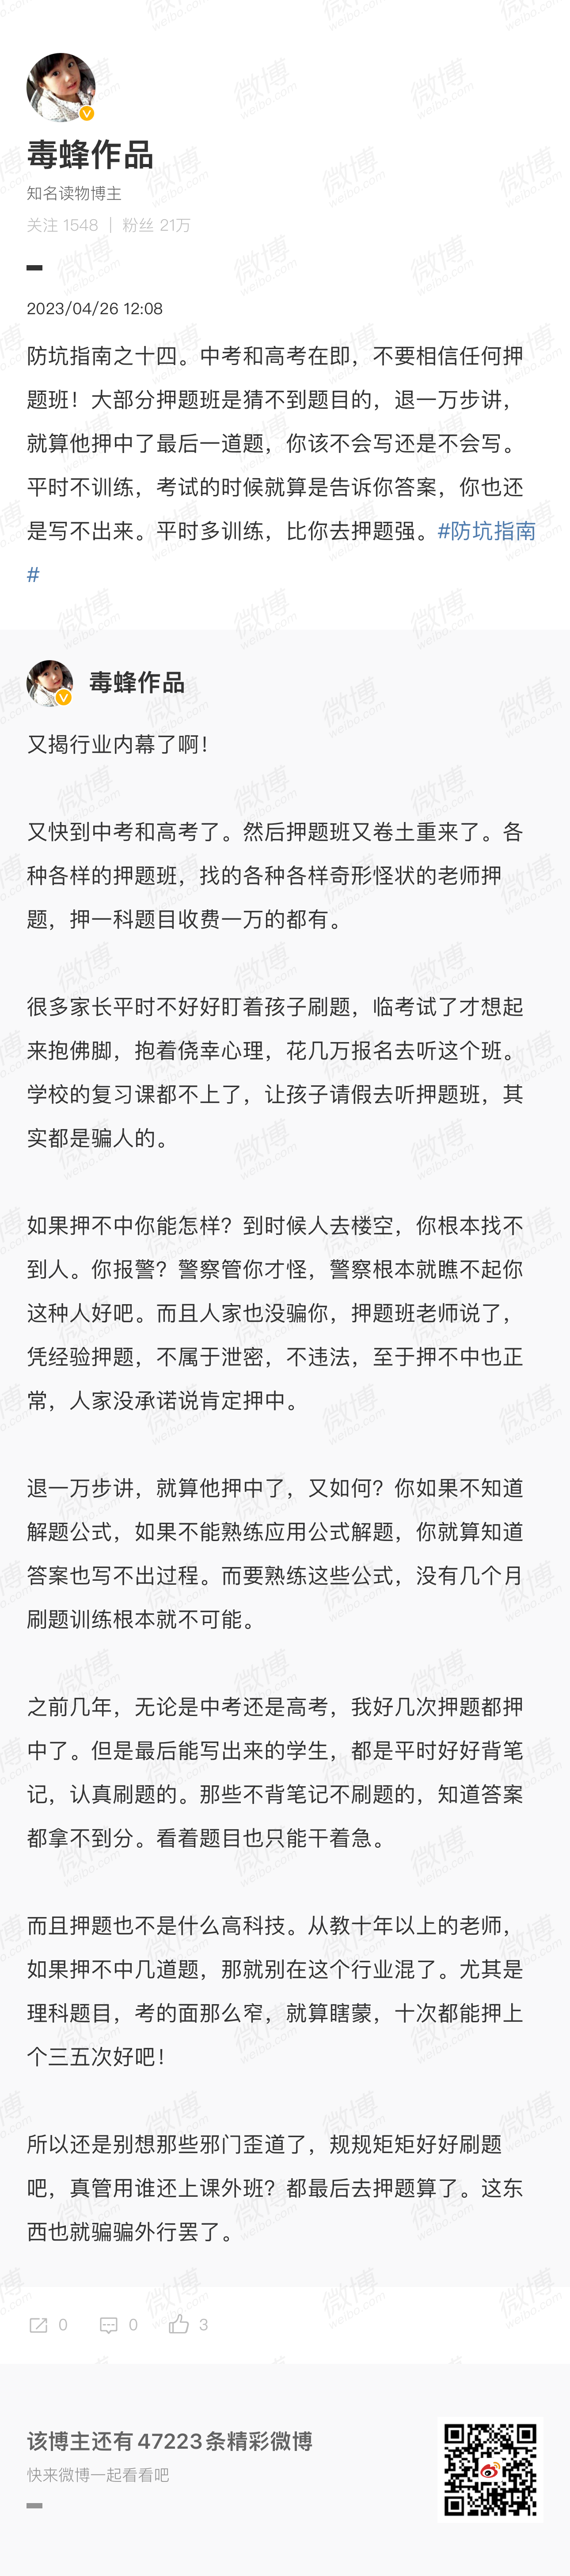 毒蜂作品
知名读物博主
关注 1548 | 粉丝 21万
2023/04/26 12:08
防坑指南之十四。中考和高考在即，不要相信任何押
题班！大部分押题班是猜不到题目的，退一万步讲，
就算他押中了最后一道题，你该不会写还是不会写。
平时不训练，考试的时候就算是告诉你答案，你也还
是写不出来。平时多训练，比你去押题强。#防坑指南
#
毒蜂作品
又揭行业内幕了啊！
又快到中考和高考了。然后押题班又卷土重来了。各
种各样的押题班，找的各种各样奇形怪状的老师押
题，押一科题目收费一万的都有。
很多家长平时不好好盯着孩子刷题，临考试了才想起
来抱佛脚，抱着侥幸心理，花几万报名去听这个班。
学校的复习课都不上了，让孩子请假去听押题班，其
实都是骗人的。
如果押不中你能怎样？到时候人去楼空，你根本找不
到人。你报警？警察管你才怪，警察根本就瞧不起你
这种人好吧。而且人家也没骗你，押题班老师说了，
凭经验押题，不属于泄密，不违法，至于押不中也正
常，人家没承诺说肯定押中。
退一万步讲，就算他押中了，又如何？你如果不知道
解题公式，如果不能熟练应用公式解题，你就算知道
答案也写不出过程。而要熟练这些公式，没有几个月
刷题训练根本就不可能。
之前几年，无论是中考还是高考，我好几次押题都押
中了。但是最后能写出来的学生，都是平时好好背笔
记，认真刷题的。那些不背笔记不刷题的，知道答案
都拿不到分。看着题目也只能干着急。
而且押题也不是什么高科技。从教十年以上的老师，
如果押不中几道题，那就别在这个行业混了。尤其是
理科题目，考的面那么窄，就算瞎蒙，十次都能押上
个三五次好吧！
所以还是别想那些邪门歪道了，规规矩矩好好刷题
吧，真管用谁还上课外班？都最后去押题算了。这东
西也就骗骗外行罢了。
0 0 3
该博主还有 47223 条精彩微博
快来微博一起看看吧